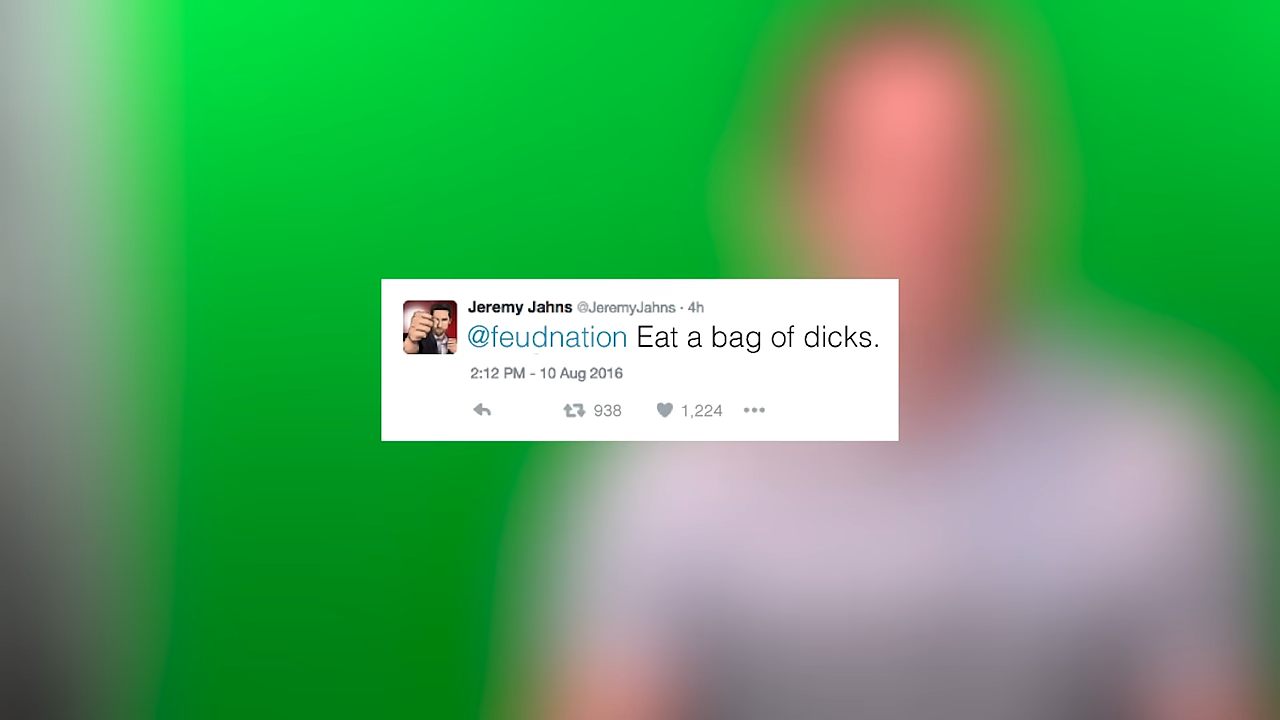 Jeremy Jahns @JeremyJahns · 4h
@feudnation Eat a bag of dicks.
2:12 PM - 10 Aug 2016
938 1,224